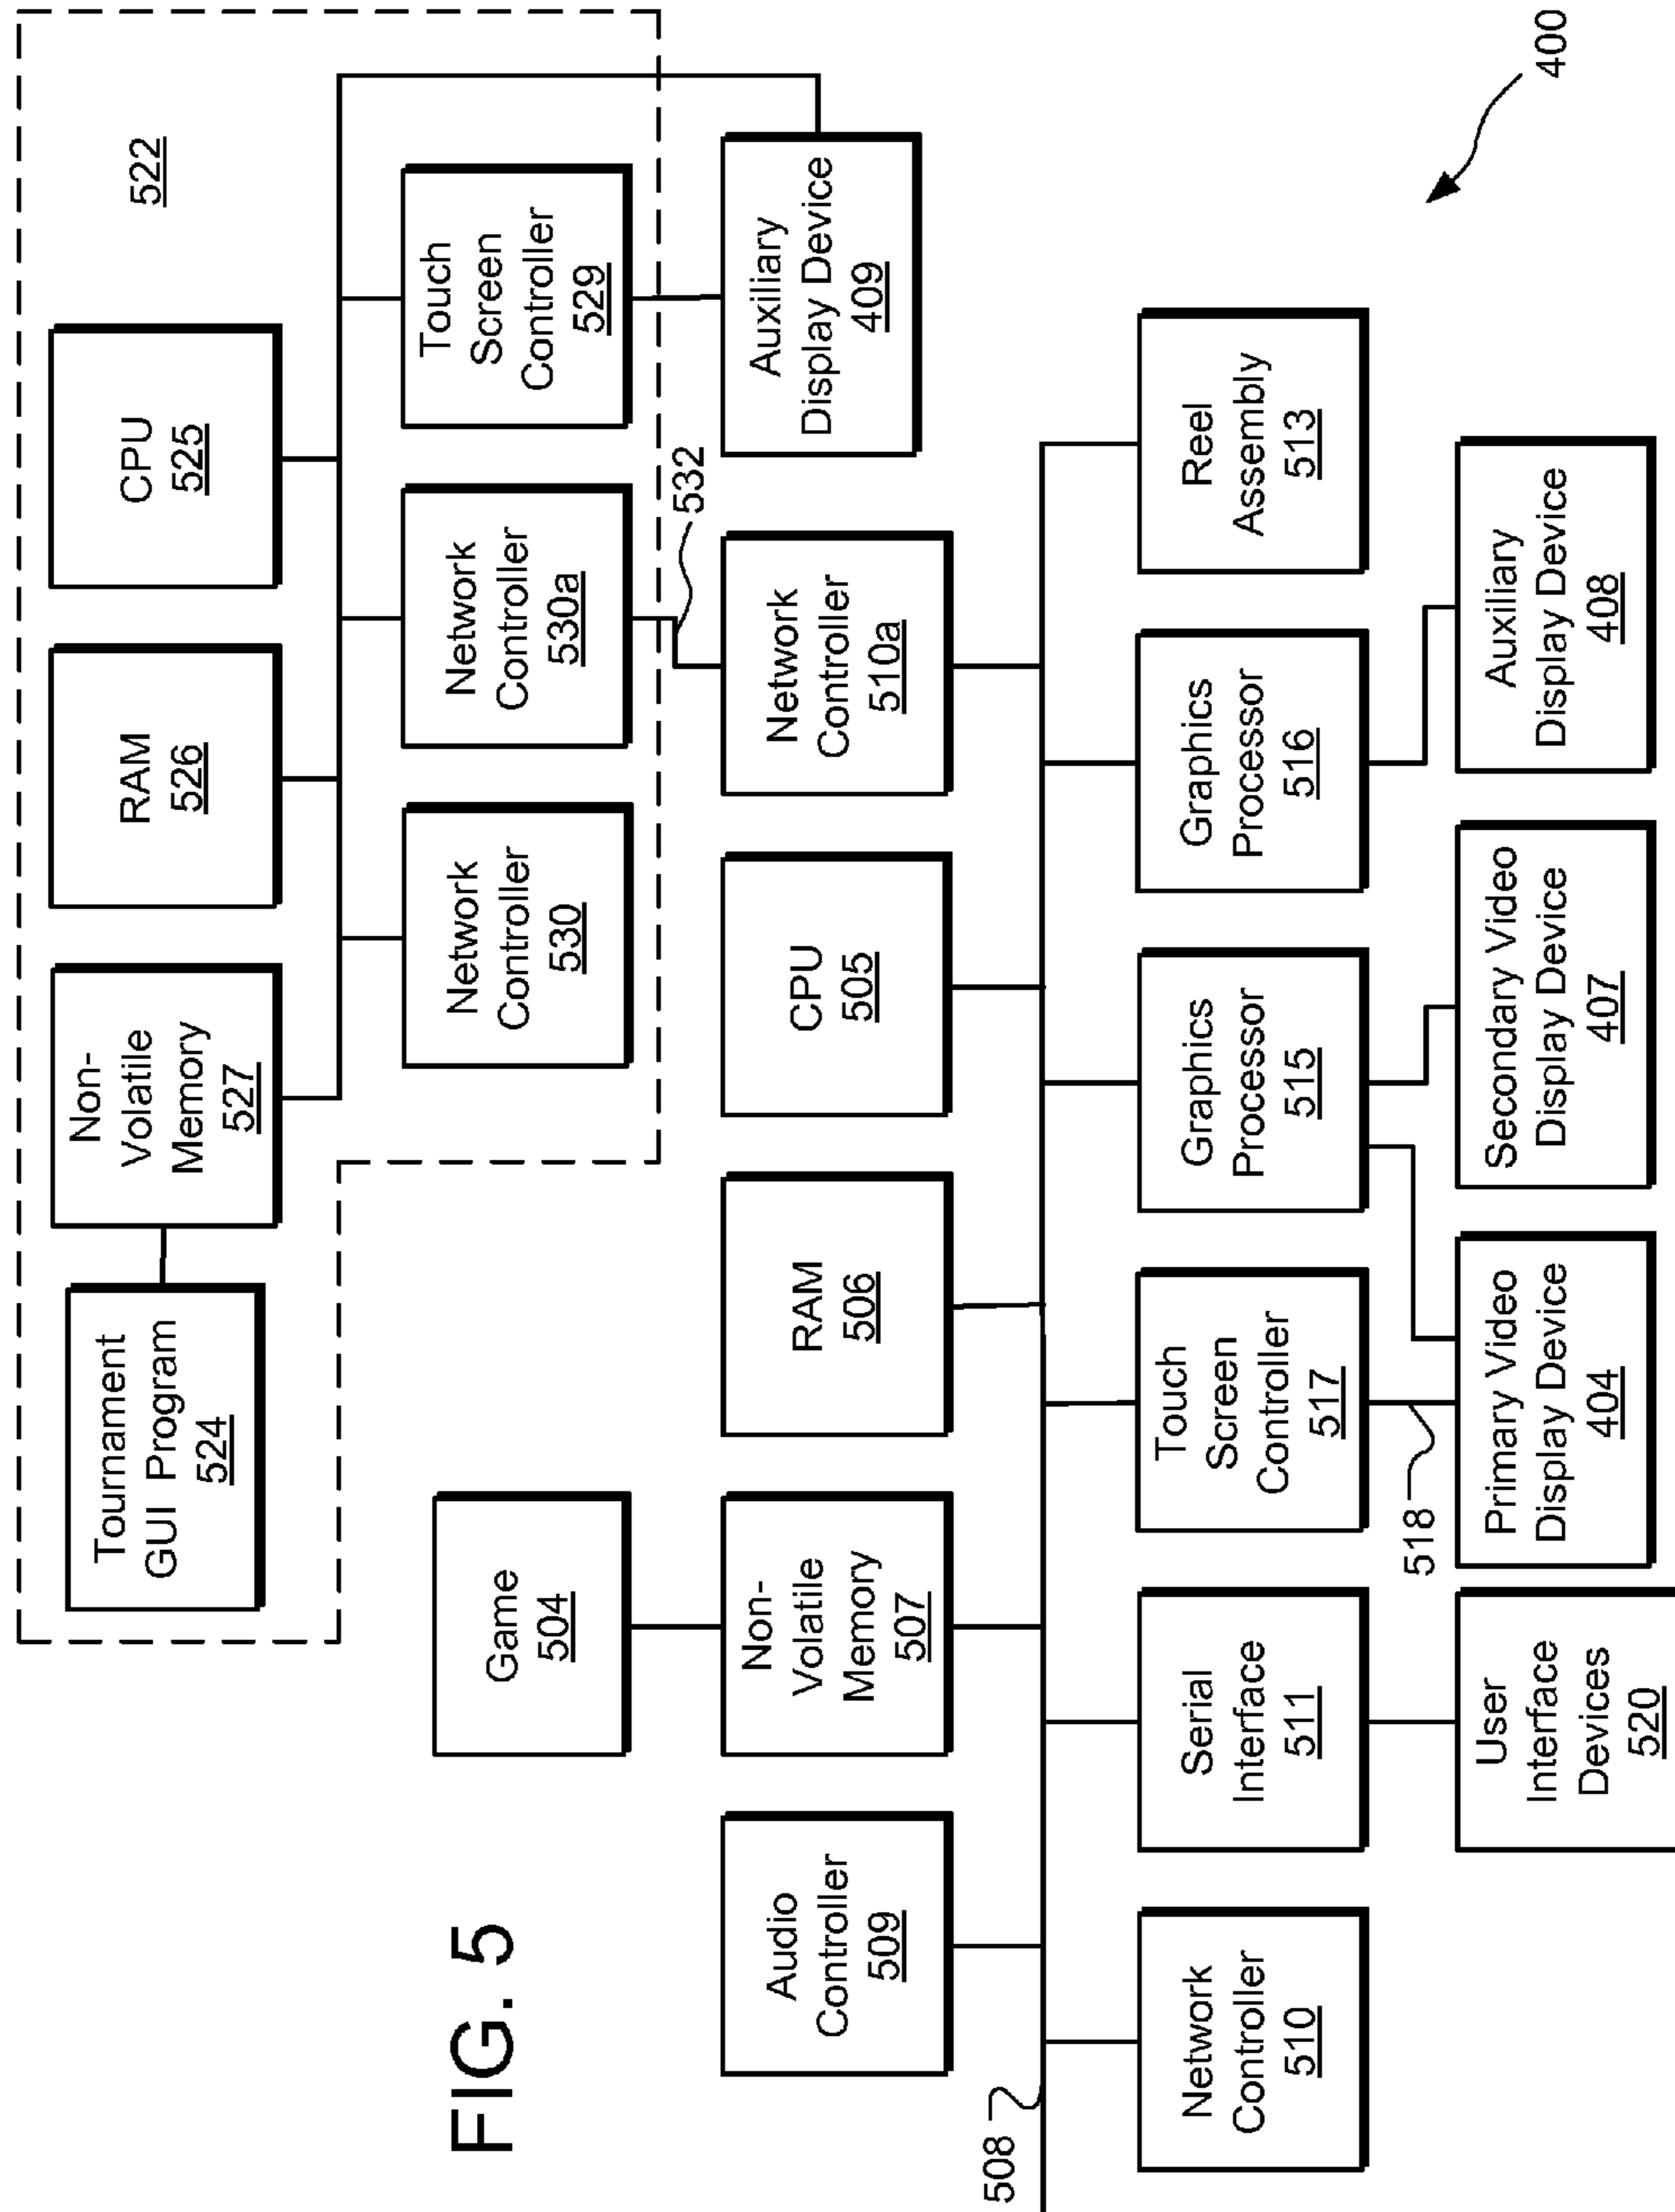 FIG. 5
Tournament
GUI Program
524
Non-
Volatile
Memory
527
RAM
526
CPU
525
522
Network
Controller
530
Network
Controller
530a
Touch
Screen
Controller
529
532
Game
504
Audio
Controller
509
Non-
Volatile
Memory
507
RAM
506
CPU
505
Network
Controller
510a
Auxiliary
Display Device
409
508
Network
Controller
510
Serial
Interface
511
Touch
Screen
Controller
517
Graphics
Processor
515
Graphics
Processor
516
Reel
Assembly
513
518
User
Interface
Devices
520
Primary Video
Display Device
404
Secondary Video
Display Device
407
Auxiliary
Display Device
408
400